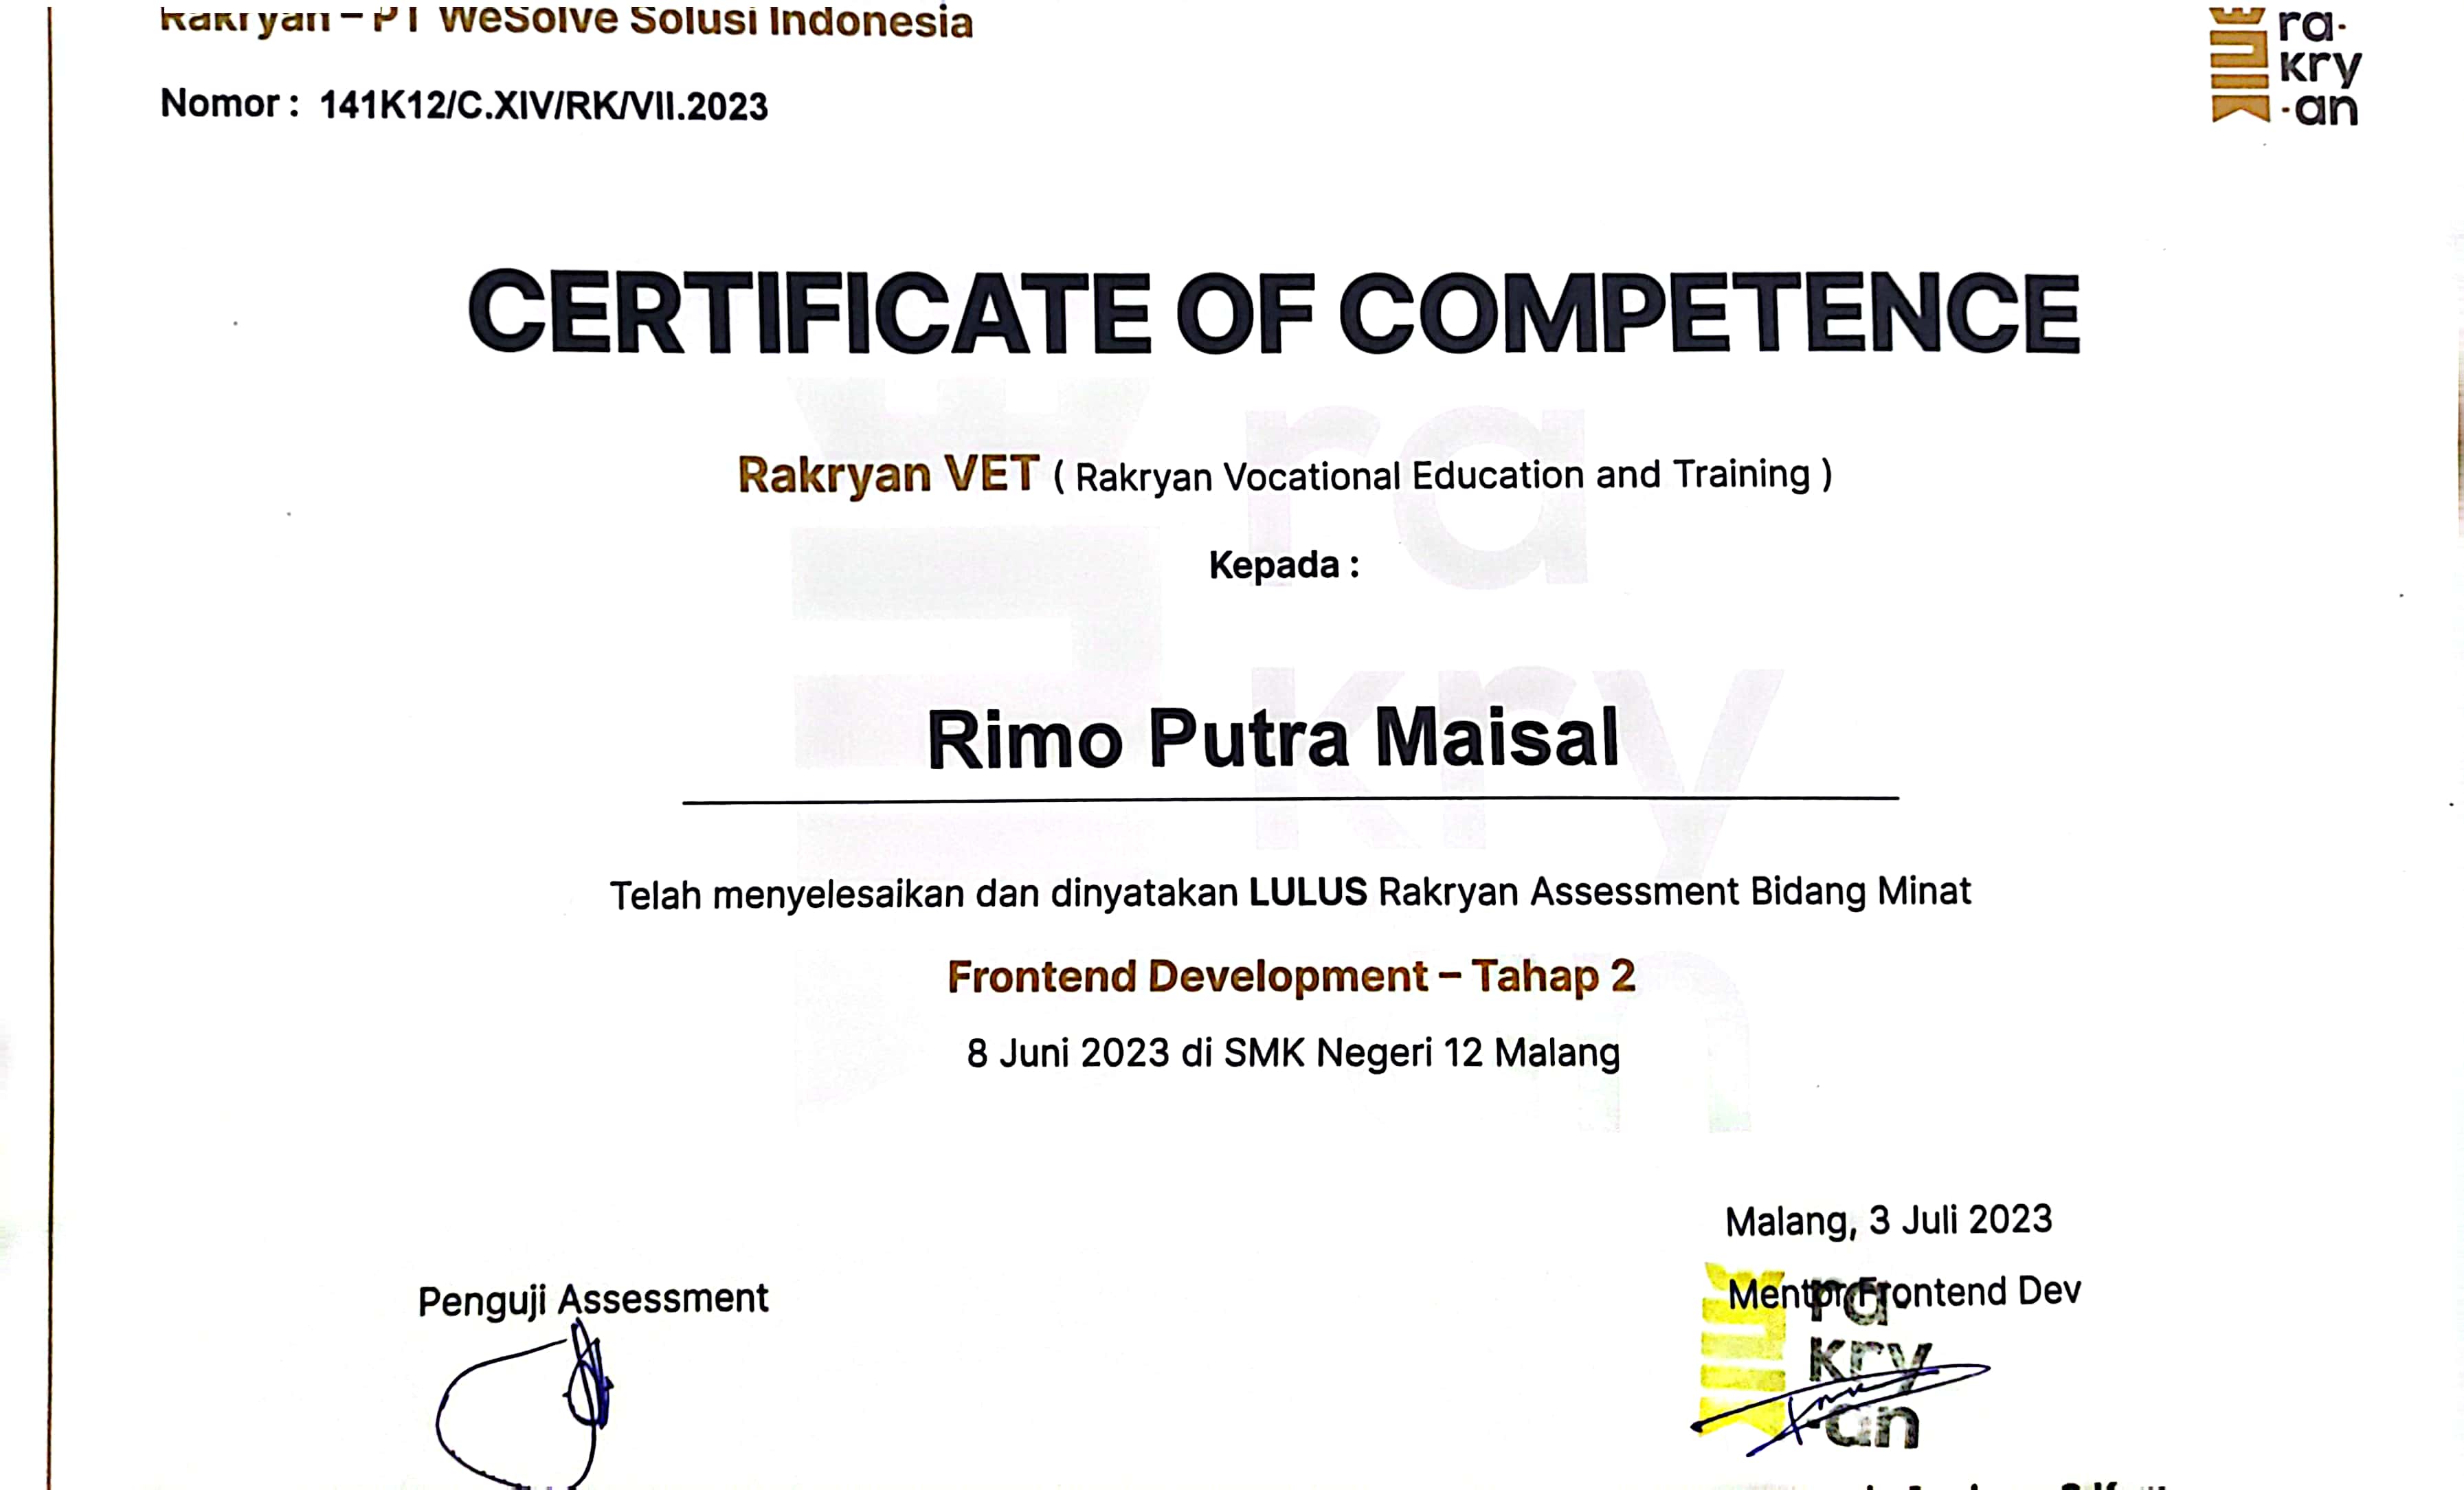 Rakryan – PT WeSolve Solusi Indonesia
ra-
kry
-an
Nomor : 141K12/C.XIV/RK/VII.2023
CERTIFICATE OF COMPETENCE
Rakryan VET ( Rakryan Vocational Education and Training )
Kepada :
Rimo Putra Maisal
Telah menyelesaikan dan dinyatakan LULUS Rakryan Assessment Bidang Minat
Frontend Development – Tahap 2
8 Juni 2023 di SMK Negeri 12 Malang
Malang, 3 Juli 2023
Penguji Assessment
Mentor Frontend Dev
ra
kry
-an